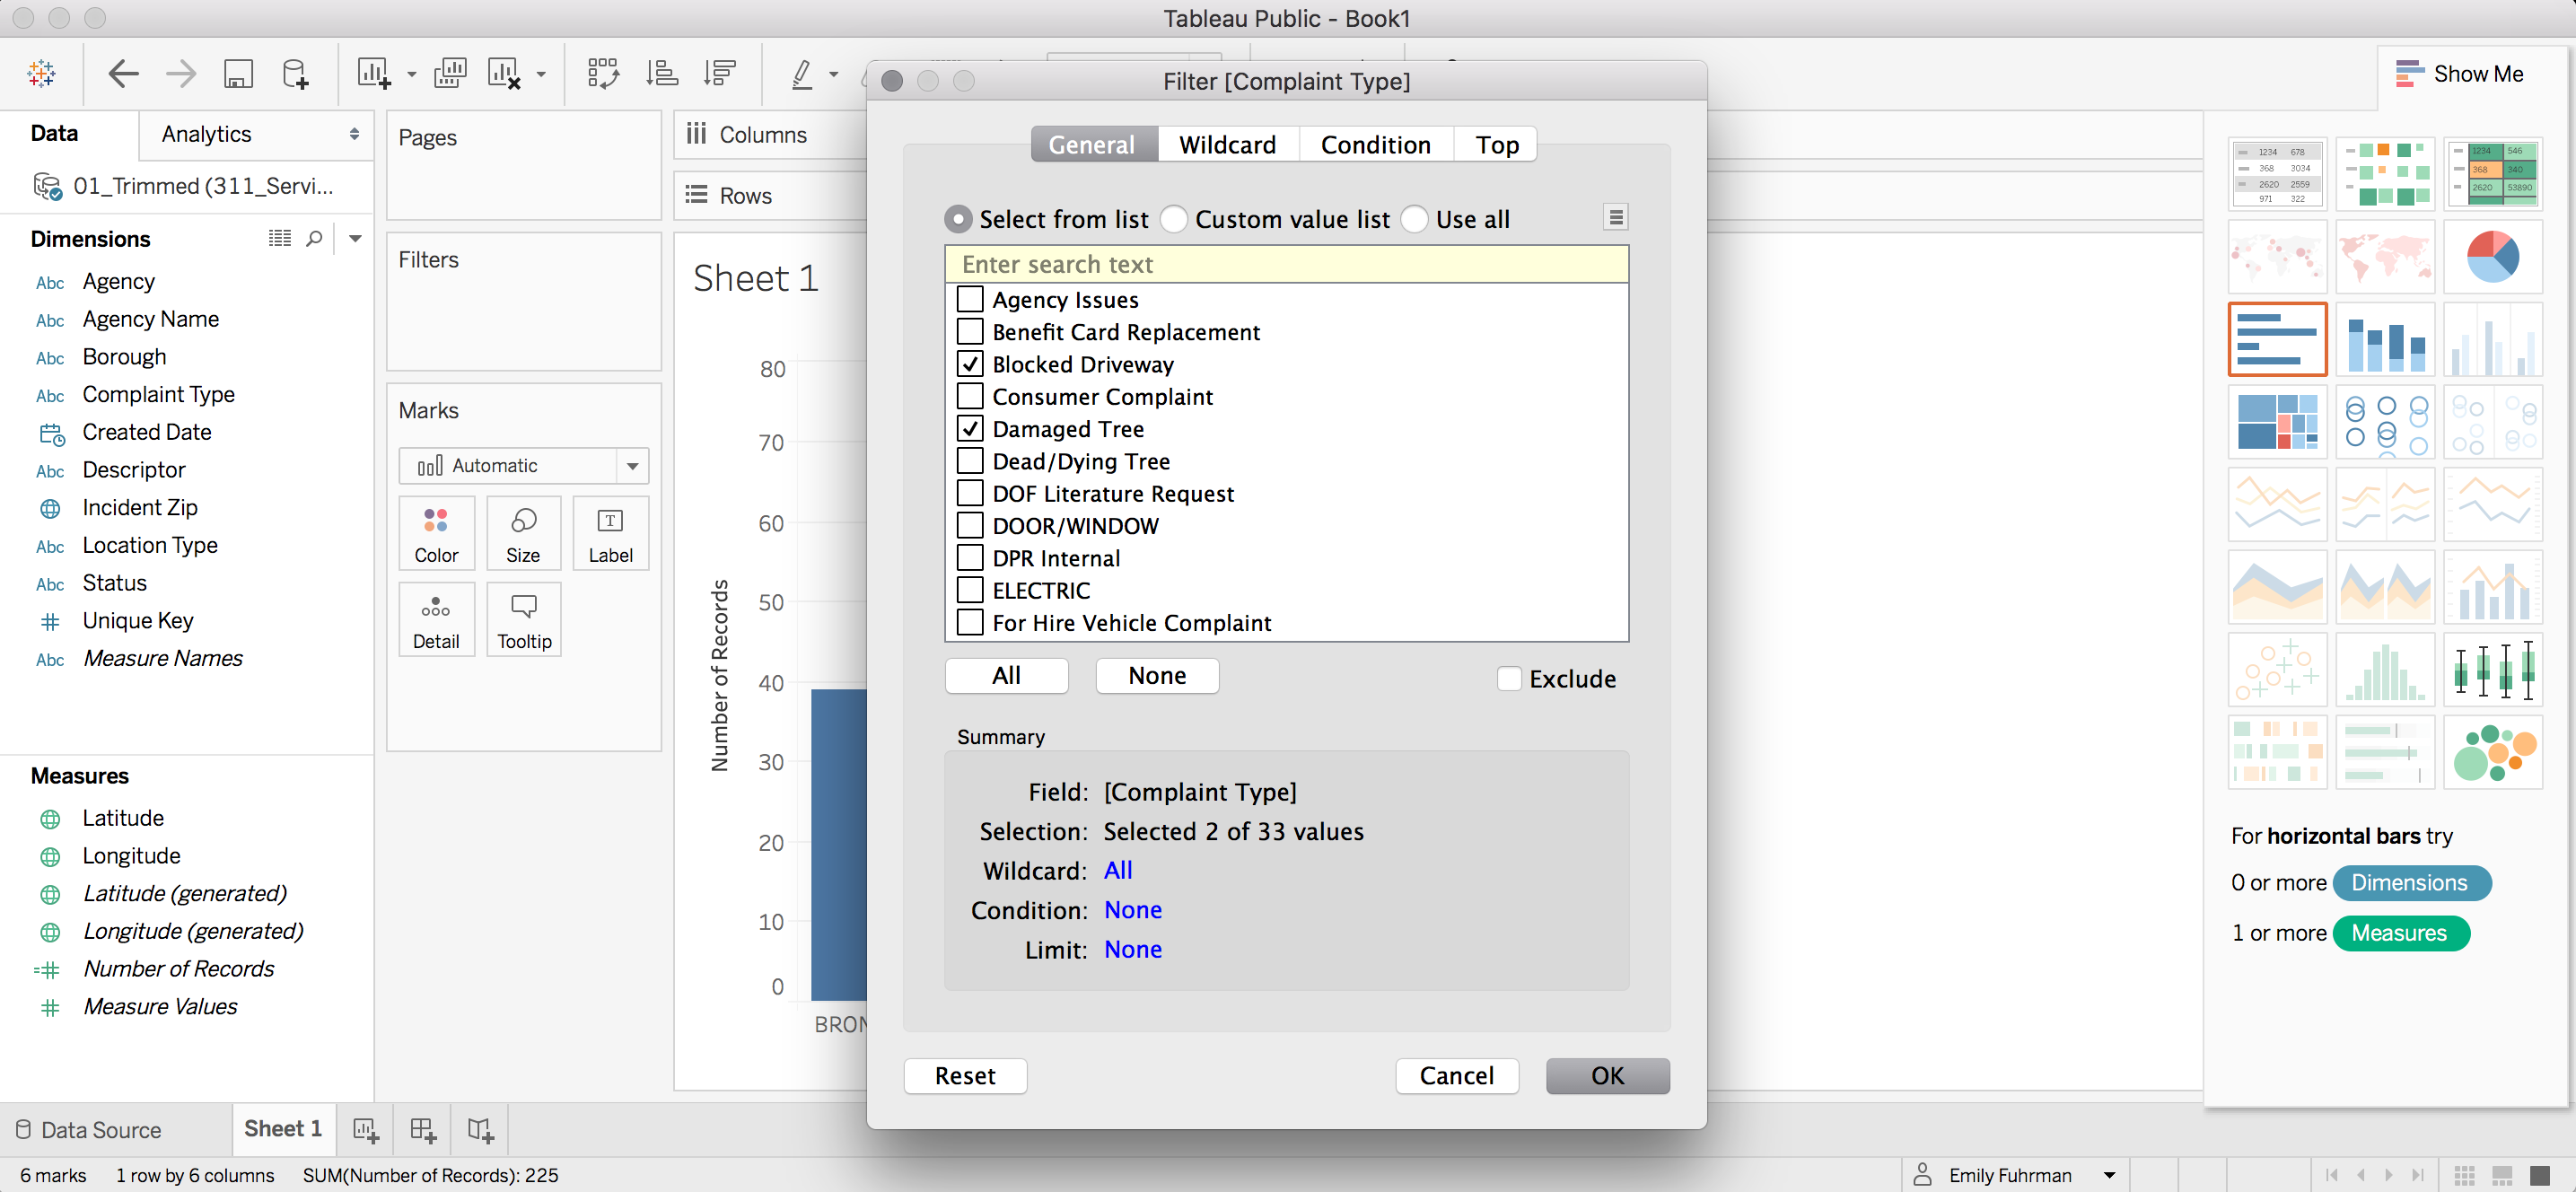 Tableau Public - Book1
Show Me
Data
Analytics
01_Trimmed (311_Servi...
Dimensions
Abc Agency
Abc Agency Name
Abc Borough
Abc Complaint Type
Created Date
Abc Descriptor
Incident Zip
Abc Location Type
Abc Status
# Unique Key
Abc Measure Names
Measures
Latitude
Longitude
Latitude (generated)
Longitude (generated)
=# Number of Records
# Measure Values
Pages
Filters
Marks
Automatic
Color
Size
T
Label
Detail
Tooltip
Columns
Rows
Sheet 1
Number of Records
80
70
60
50
40
30
20
10
0
BRON
Filter [Complaint Type]
General
Wildcard
Condition
Top
Select from list
Custom value list
Use all
Enter search text
Agency Issues
Benefit Card Replacement
Blocked Driveway
Consumer Complaint
Damaged Tree
Dead/Dying Tree
DOF Literature Request
DOOR/WINDOW
DPR Internal
ELECTRIC
For Hire Vehicle Complaint
All
None
Exclude
Summary
Field: [Complaint Type]
Selection: Selected 2 of 33 values
Wildcard: All
Condition: None
Limit: None
Reset
Cancel
OK
1234 678
368 3034
2620 2559
971 322
1234 546
368 340
2620 53890
For horizontal bars try
0 or more Dimensions
1 or more Measures
Data Source
Sheet 1
6 marks
1 row by 6 columns
SUM(Number of Records): 225
Emily Fuhrman